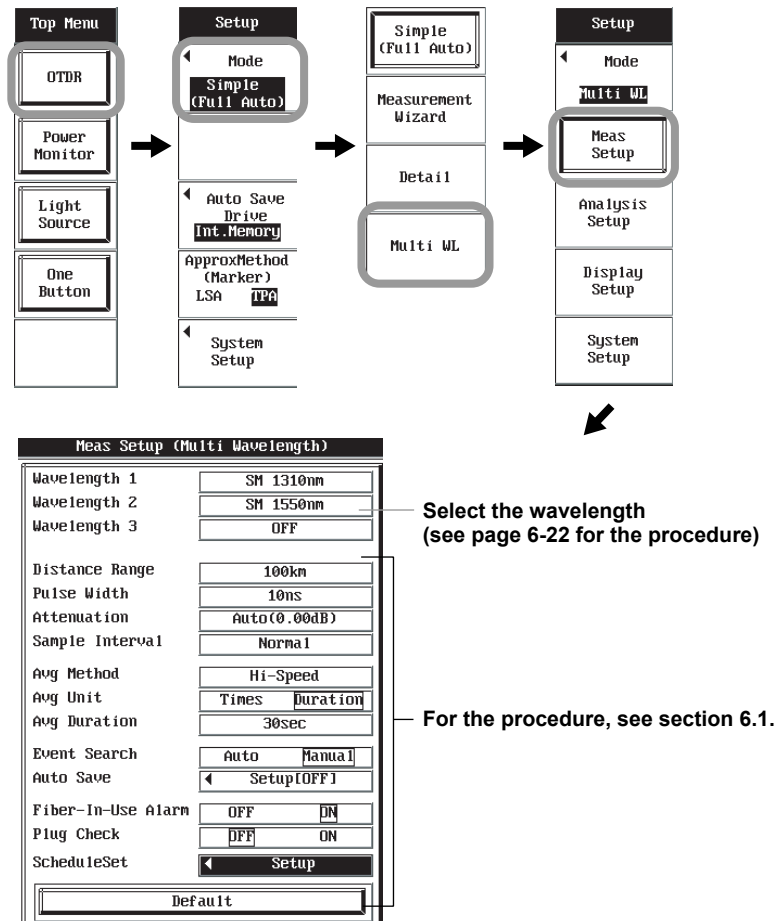 Top Menu
OTDR
Power
Monitor
Light
Source
One
Button
Setup
Mode
Simple
(Full Auto)
Auto Save
Drive
Int.Memory
ApproxMethod
(Marker)
LSA TPA
System
Setup
Simple
(Full Auto)
Measurement
Wizard
Detail
Multi WL
Setup
Mode
Multi WL
Meas
Setup
Analysis
Setup
Display
Setup
System
Setup
Meas Setup (Multi Wavelength)
Wavelength 1 SM 1310nm
Wavelength 2 SM 1550nm
Wavelength 3 OFF
Distance Range 100km
Pulse Width 10ns
Attenuation Auto(0.00dB)
Sample Interval Normal
Avg Method Hi-Speed
Avg Unit Times Duration
Avg Duration 30sec
Event Search Auto Manual
Auto Save Setup[OFF]
Fiber-In-Use Alarm OFF ON
Plug Check OFF ON
ScheduleSet Setup
Default
Select the wavelength
(see page 6-22 for the procedure)
For the procedure, see section 6.1.